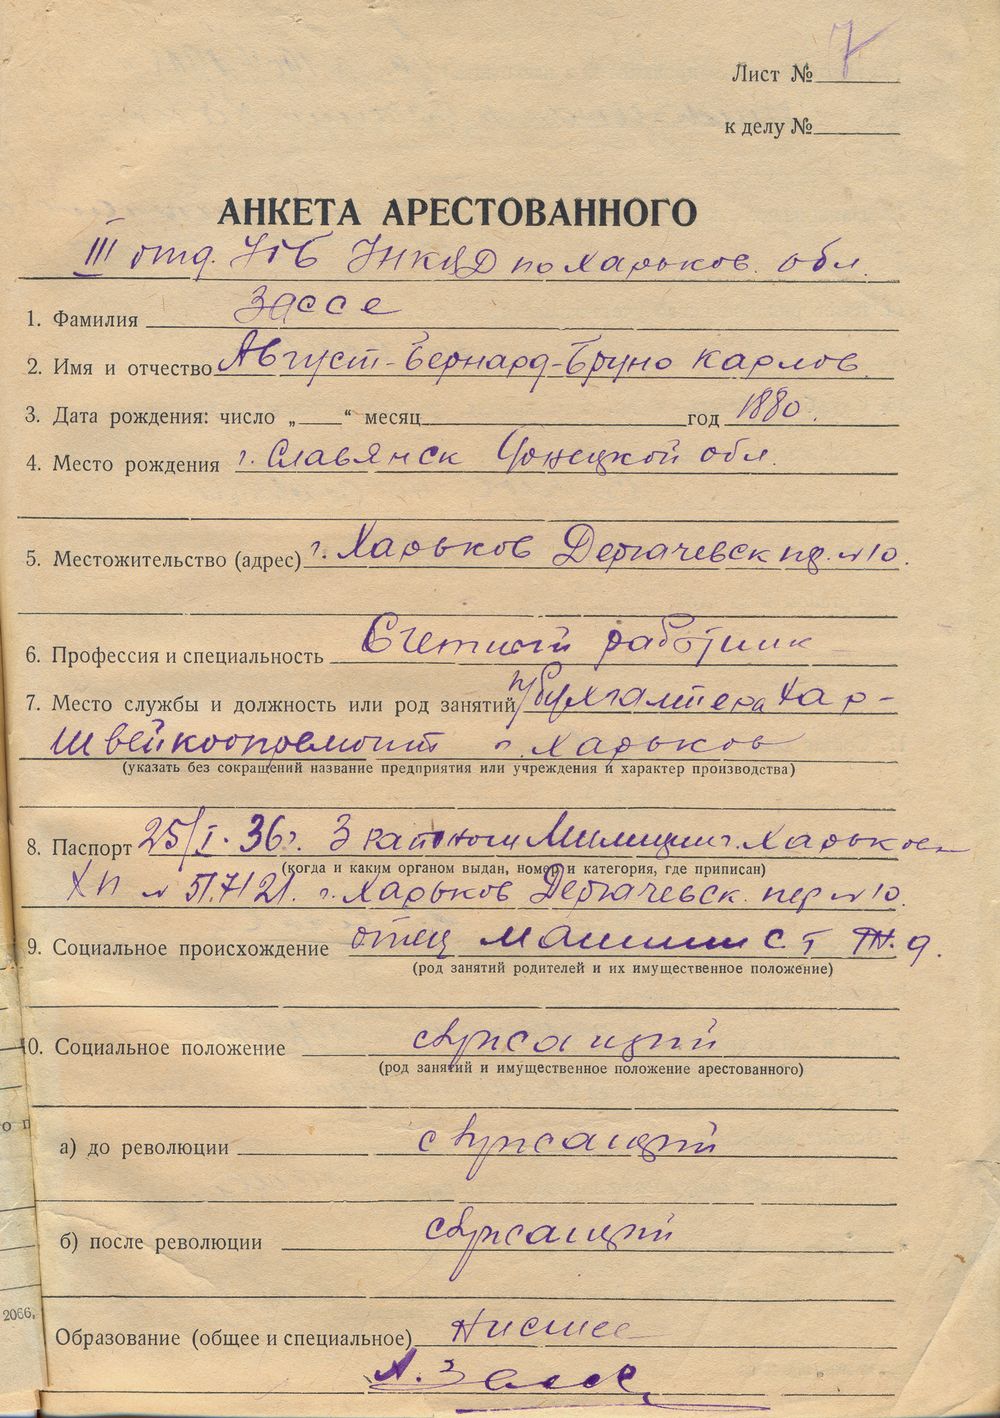 Лист № 7
к делу №
АНКЕТА АРЕСТОВАННОГО
III отд. УГБ УНКВД по Харьков. обл.
1. Фамилия Зассе
2. Имя и отчество Август-Бернард-Бруно Карлов.
3. Дата рождения: число „ “ месяц год 1880.
4. Место рождения г. Славянск Донецкой обл.
5. Местожительство (адрес) г. Харьков Дергачевск пер. № 10.
6. Профессия и специальность Счетный работник
7. Место службы и должность или род занятий бухгалтера Хар-
швейкоопремонт г. Харьков
(указать без сокращений название предприятия или учреждения и характер производства)
8. Паспорт 25/I. 36 г. 3 районом Милиции г. Харьков
(когда и каким органом выдан, номер и категория, где приписан)
ХП № 517121. г. Харьков Дергачевск. пер № 10.
9. Социальное происхождение отец машинист ж.д.
(род занятий родителей и их имущественное положение)
10. Социальное положение служащий
(род занятий и имущественное положение арестованного)
а) до революции служащий
б) после революции служащий
2066.
Образование (общее и специальное) низшее
А. Зассе